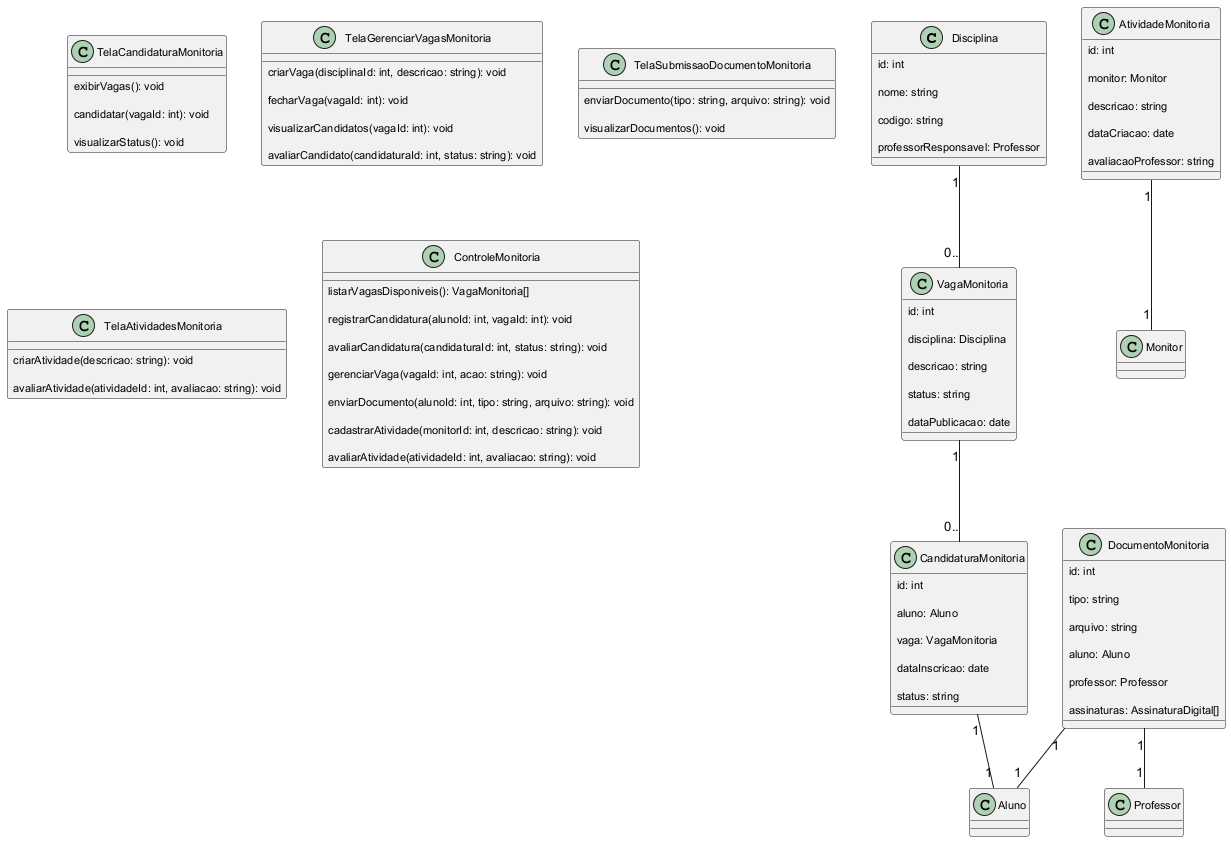 C TelaCandidaturaMonitoria
exibirVagas(): void
candidatar(vagaId: int): void
visualizarStatus(): void
C TelaGerenciarVagasMonitoria
criarVaga(disciplinaId: int, descricao: string): void
fecharVaga(vagaId: int): void
visualizarCandidatos(vagaId: int): void
avaliarCandidato(candidaturaId: int, status: string): void
C TelaSubmissaoDocumentoMonitoria
enviarDocumento(tipo: string, arquivo: string): void
visualizarDocumentos(): void
C Disciplina
id: int
nome: string
codigo: string
professorResponsavel: Professor
C AtividadeMonitoria
id: int
monitor: Monitor
descricao: string
dataCriacao: date
avaliacaoProfessor: string
1
0..
1
1
C TelaAtividadesMonitoria
criarAtividade(descricao: string): void
avaliarAtividade(atividadeId: int, avaliacao: string): void
C ControleMonitoria
listarVagasDisponiveis(): VagaMonitoria[]
registrarCandidatura(alunoId: int, vagaId: int): void
avaliarCandidatura(candidaturaId: int, status: string): void
gerenciarVaga(vagaId: int, acao: string): void
enviarDocumento(alunoId: int, tipo: string, arquivo: string): void
cadastrarAtividade(monitorId: int, descricao: string): void
avaliarAtividade(atividadeId: int, avaliacao: string): void
C VagaMonitoria
id: int
disciplina: Disciplina
descricao: string
status: string
dataPublicacao: date
C Monitor
1
0..
C CandidaturaMonitoria
id: int
aluno: Aluno
vaga: VagaMonitoria
dataInscricao: date
status: string
C DocumentoMonitoria
id: int
tipo: string
arquivo: string
aluno: Aluno
professor: Professor
assinaturas: AssinaturaDigital[]
1
1
1
1
1
1
C Aluno
C Professor